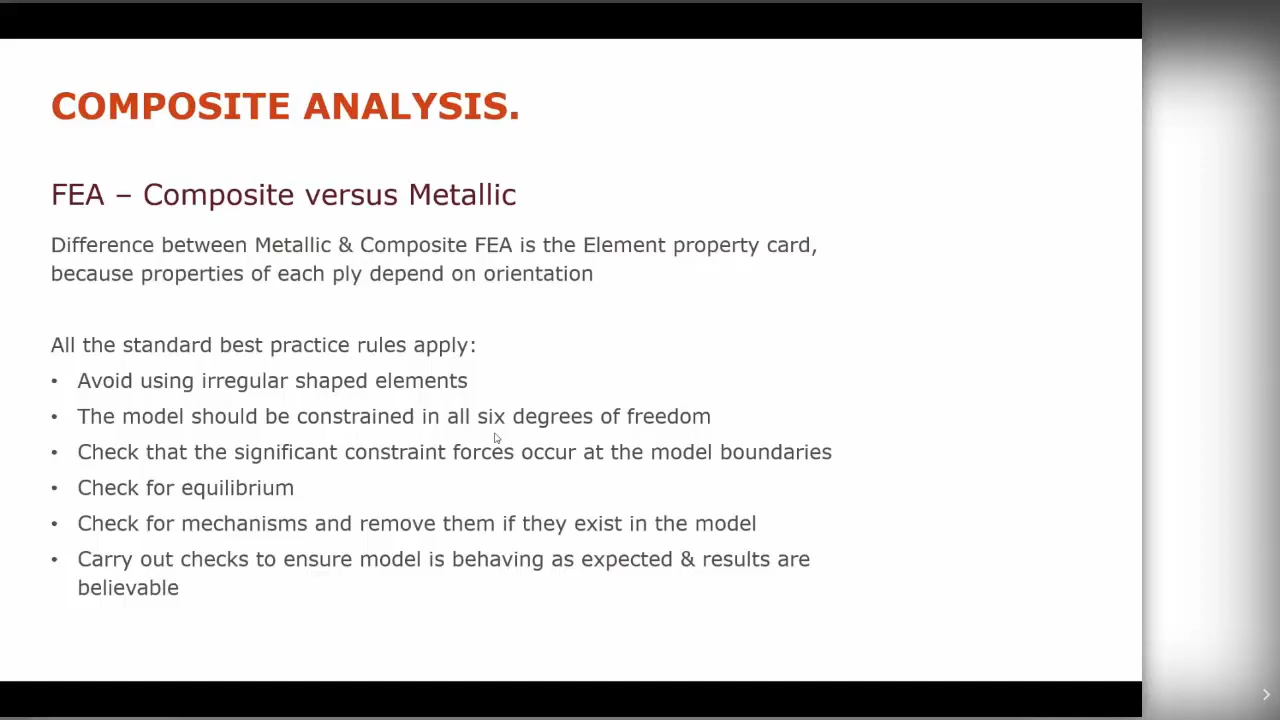 COMPOSITE ANALYSIS.
FEA – Composite versus Metallic
Difference between Metallic & Composite FEA is the Element property card,
because properties of each ply depend on orientation
All the standard best practice rules apply:
• Avoid using irregular shaped elements
• The model should be constrained in all six degrees of freedom
• Check that the significant constraint forces occur at the model boundaries
• Check for equilibrium
• Check for mechanisms and remove them if they exist in the model
• Carry out checks to ensure model is behaving as expected & results are
believable